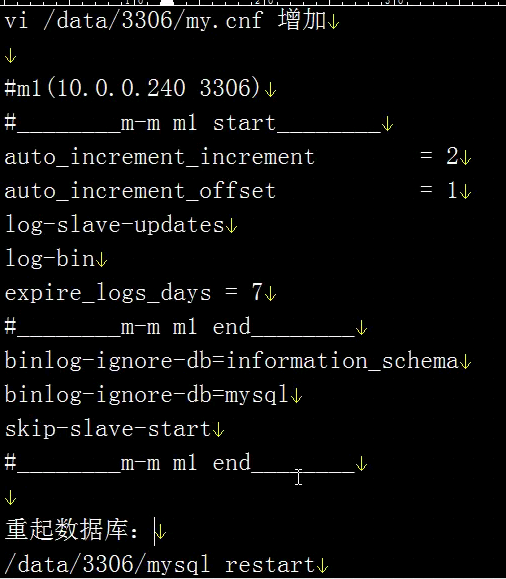 vi /data/3306/my.cnf 增加↓
↓
#m1(10.0.0.240 3306)↓
#________m-m m1 start________↓
auto_increment_increment        = 2↓
auto_increment_offset           = 1↓
log-slave-updates↓
log-bin↓
expire_logs_days = 7↓
#________m-m m1 end________↓
binlog-ignore-db=information_schema↓
binlog-ignore-db=mysql↓
skip-slave-start↓
#________m-m m1 end________↓
↓
重起数据库：↓
/data/3306/mysql restart↓